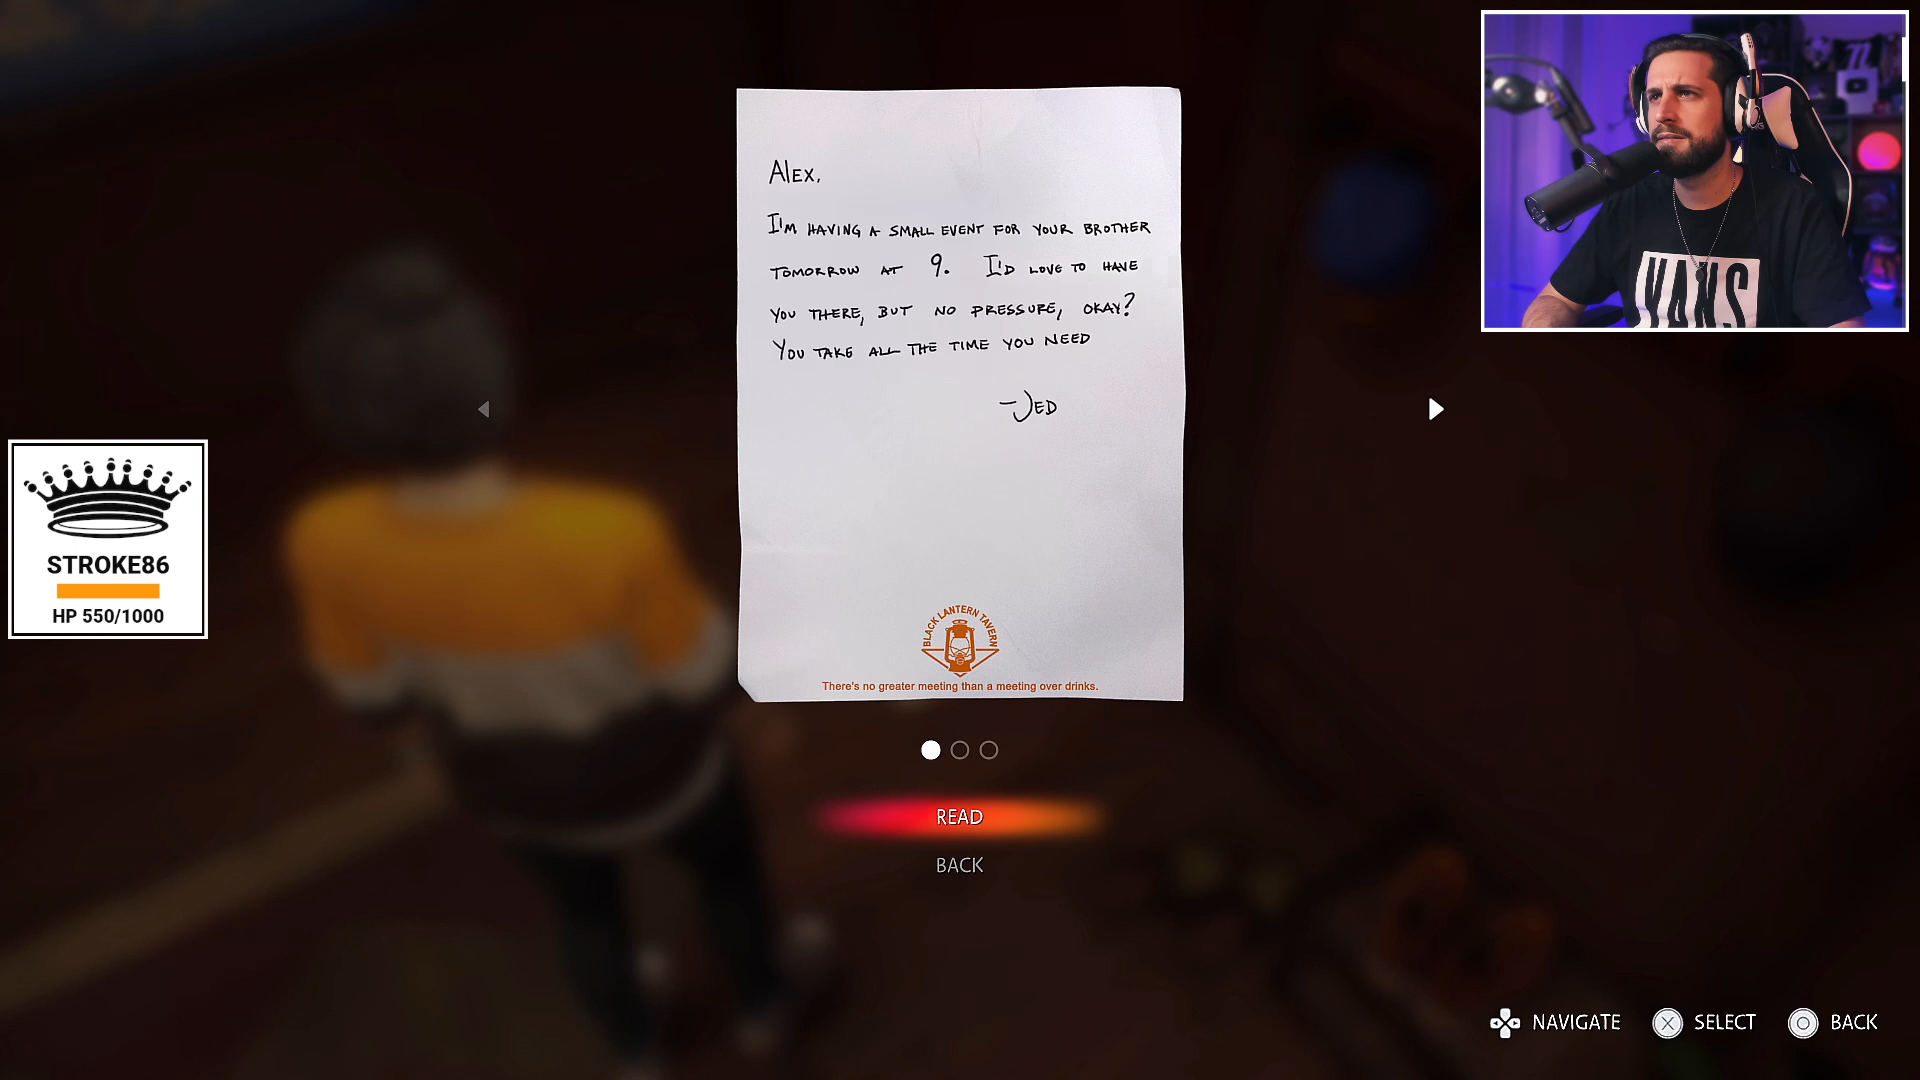 Alex,
I'm having a small event for your brother
tomorrow at 9. I'd love to have
you there, but no pressure, okay?
You take all the time you need
-Jed
BLACK LANTERN TAVERN
There's no greater meeting than a meeting over drinks.
READ
BACK
STROKE86
HP 550/1000
VANS
77
NAVIGATE
SELECT
BACK